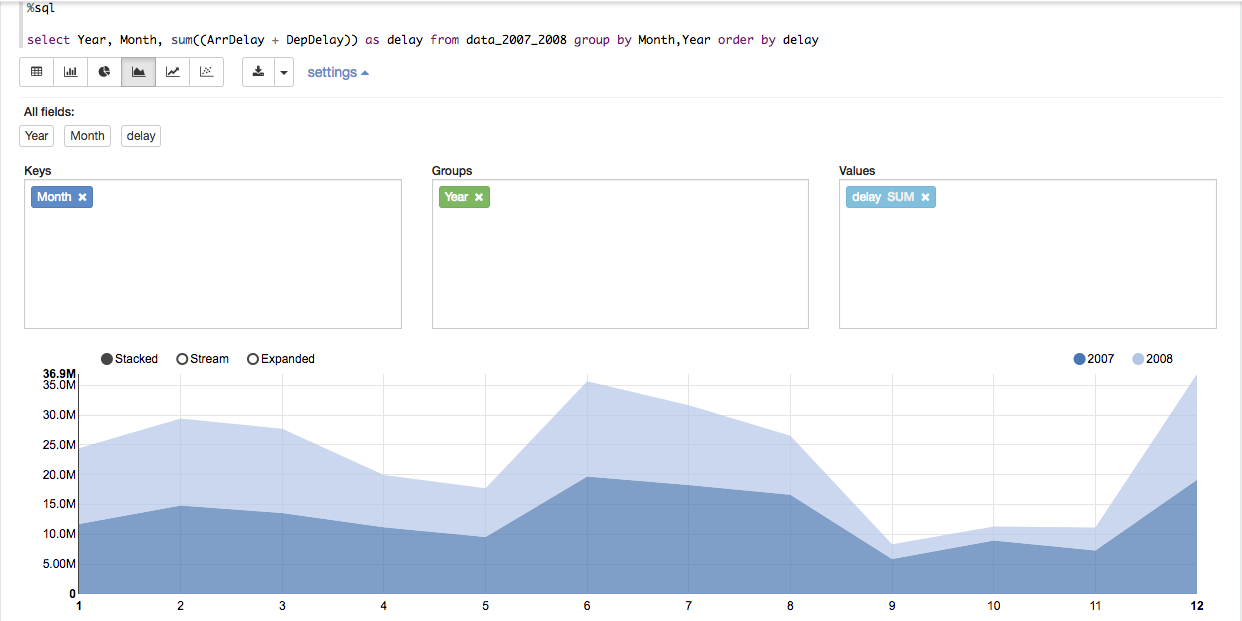 %sql
select Year, Month, sum((ArrDelay + DepDelay)) as delay from data_2007_2008 group by Month,Year order by delay
settings
All fields:
Year Month delay
Keys Groups Values
Month Year delay SUM
Stacked Stream Expanded 2007 2008
36.9M
35.0M
30.0M
25.0M
20.0M
15.0M
10.0M
5.00M
0
1 2 3 4 5 6 7 8 9 10 11 12